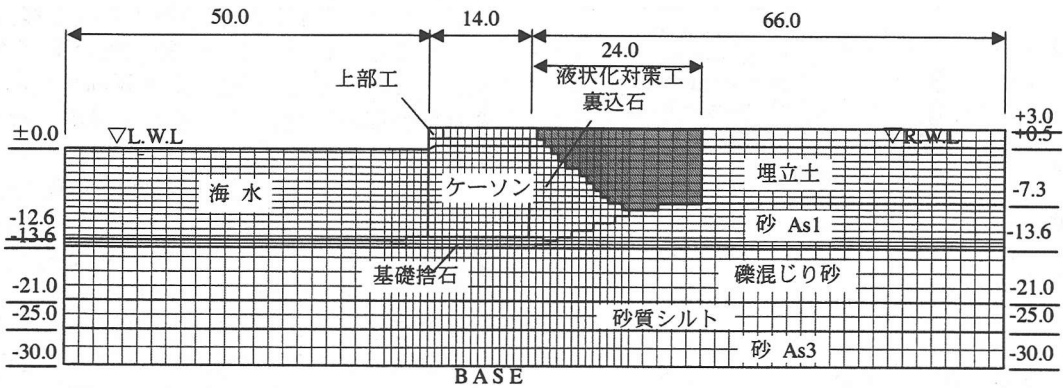 50.0
14.0
66.0
24.0
上部工
液状化対策工
裏込石
±0.0
▽L.W.L
▽R.W.L
+3.0
+0.5
海 水
ケーソン
埋立土
-7.3
-12.6
砂 As1
-13.6
-13.6
基礎捨石
礫混じり砂
-21.0
-21.0
砂質シルト
-25.0
-25.0
砂 As3
-30.0
-30.0
BASE